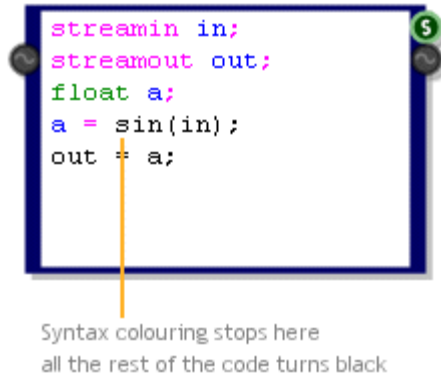 streamin in;
streamout out;
float a;
a = sin(in);
out = a;
S
Syntax colouring stops here
all the rest of the code turns black